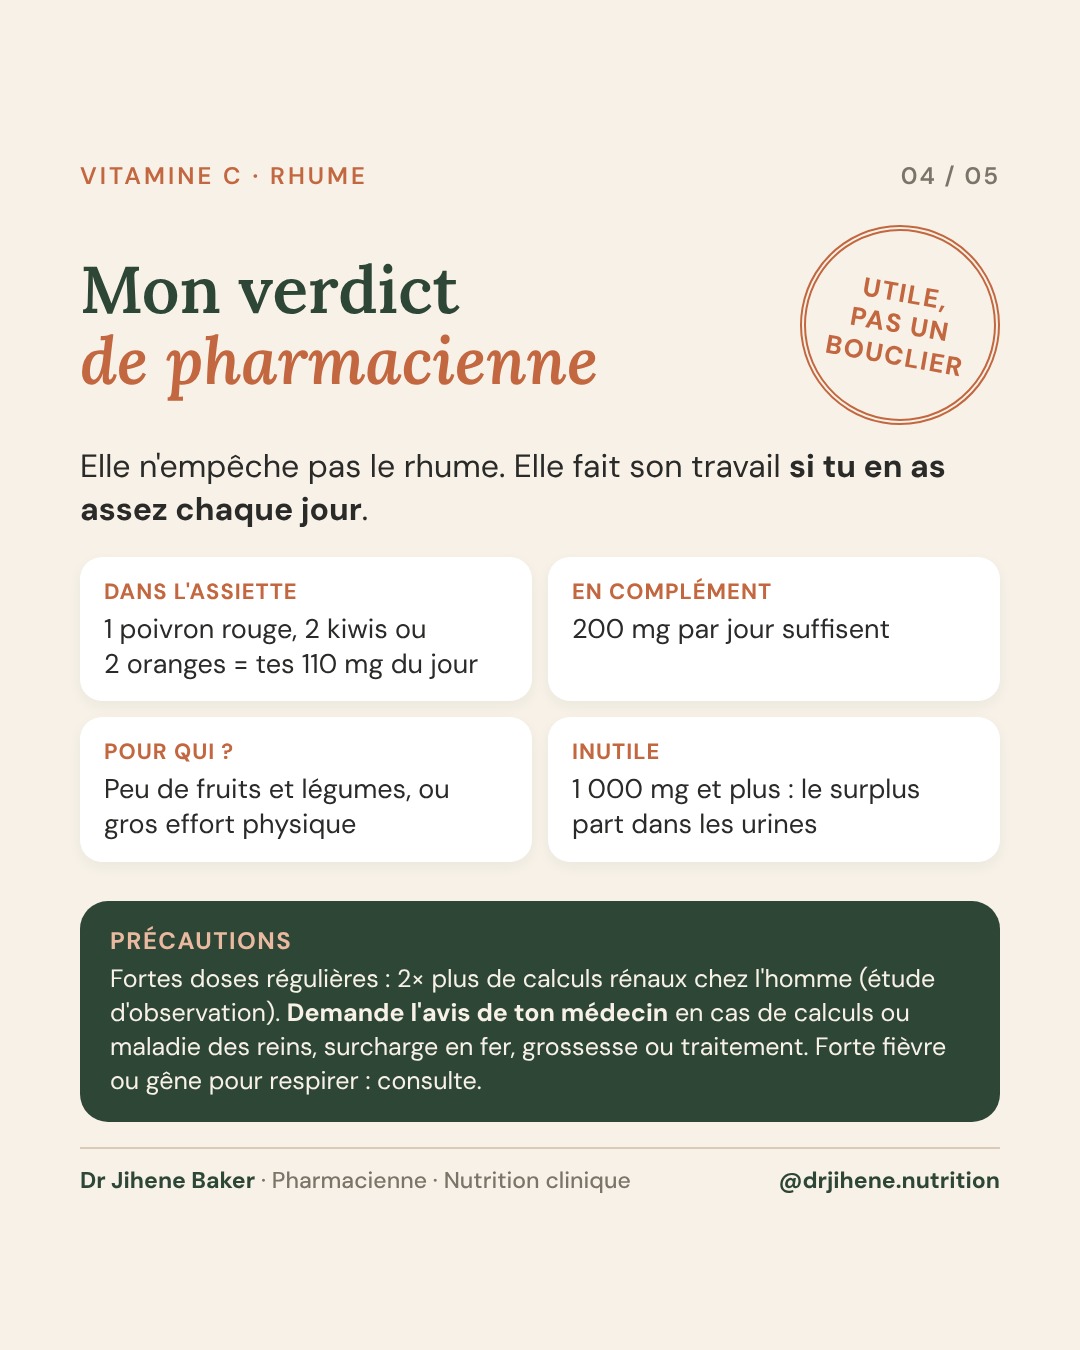 VITAMINE C · RHUME
04 / 05
Mon verdict
de pharmacienne
UTILE,
PAS UN
BOUCLIER
Elle n'empêche pas le rhume. Elle fait son travail si tu en as
assez chaque jour.
DANS L'ASSIETTE
1 poivron rouge, 2 kiwis ou
2 oranges = tes 110 mg du jour
EN COMPLÉMENT
200 mg par jour suffisent
POUR QUI ?
Peu de fruits et légumes, ou
gros effort physique
INUTILE
1 000 mg et plus : le surplus
part dans les urines
PRÉCAUTIONS
Fortes doses régulières : 2× plus de calculs rénaux chez l'homme (étude
d'observation). Demande l'avis de ton médecin en cas de calculs ou
maladie des reins, surcharge en fer, grossesse ou traitement. Forte fièvre
ou gêne pour respirer : consulte.
Dr Jihene Baker · Pharmacienne · Nutrition clinique
@drjihene.nutrition